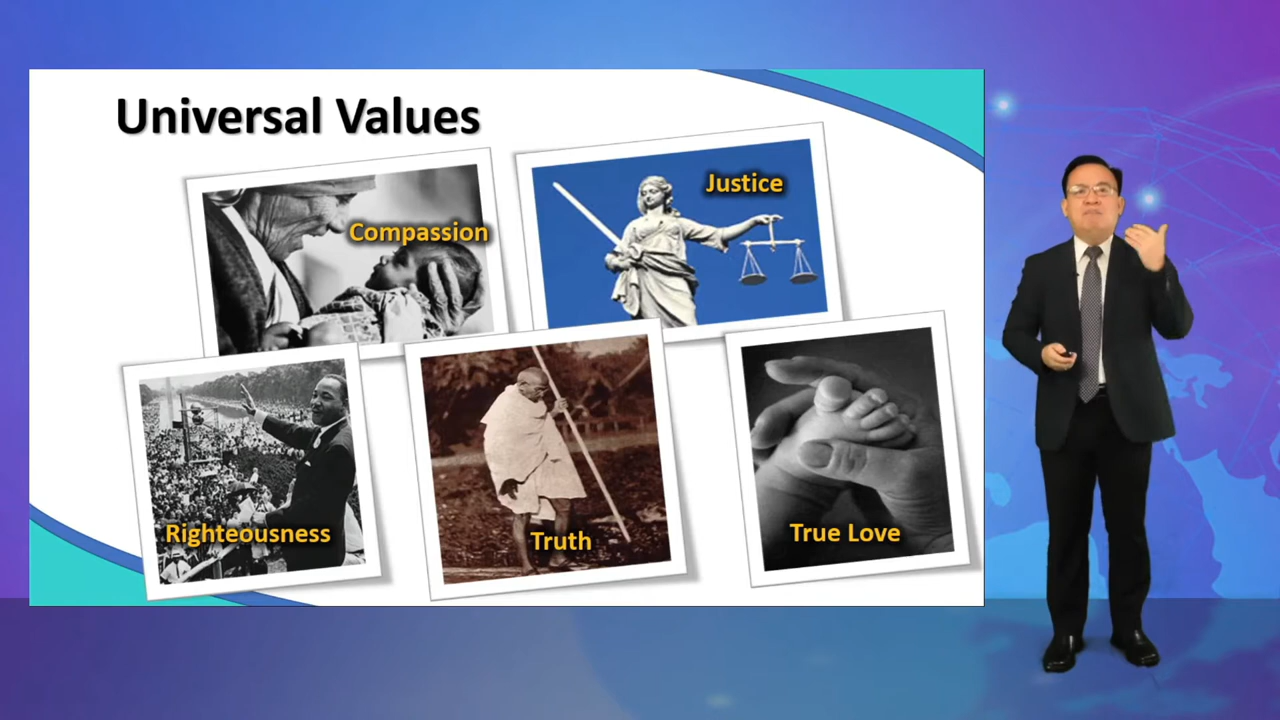 Universal Values
Compassion
Justice
Righteousness
Truth
True Love